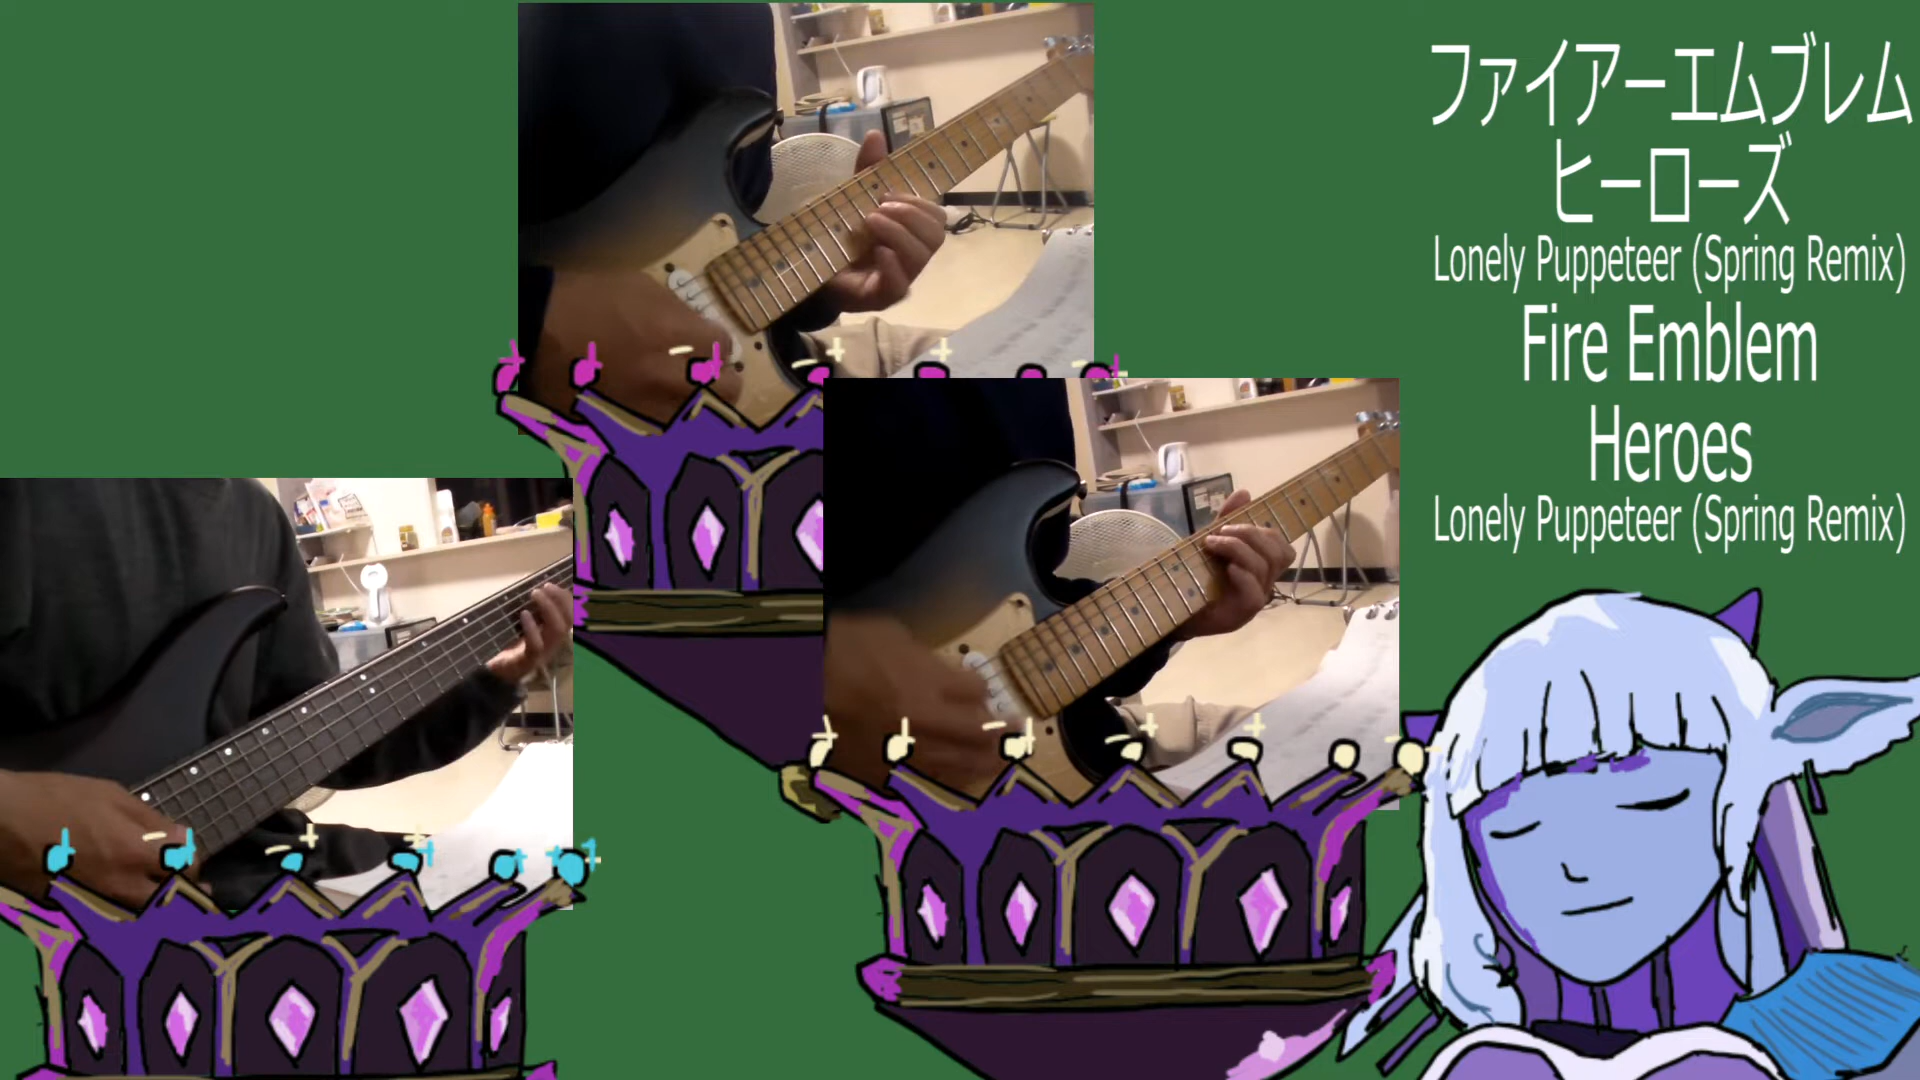 ファイアーエムブレム
ヒーローズ
Lonely Puppeteer (Spring Remix)
Fire Emblem
Heroes
Lonely Puppeteer (Spring Remix)